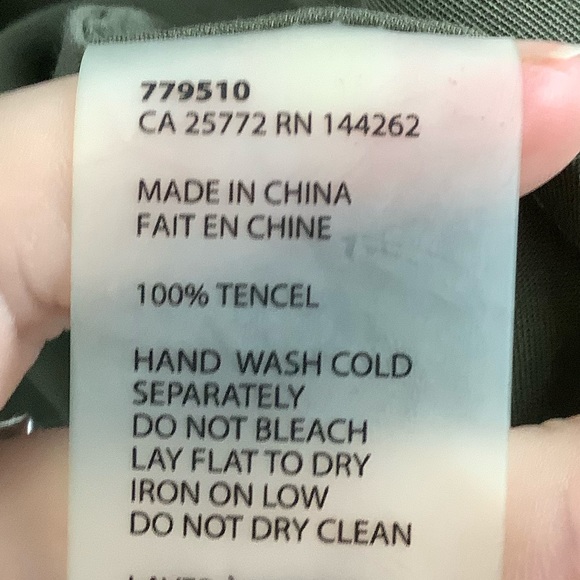 779510
CA 25772 RN 144262
MADE IN CHINA
FAIT EN CHINE
100% TENCEL
HAND WASH COLD
SEPARATELY
DO NOT BLEACH
LAY FLAT TO DRY
IRON ON LOW
DO NOT DRY CLEAN